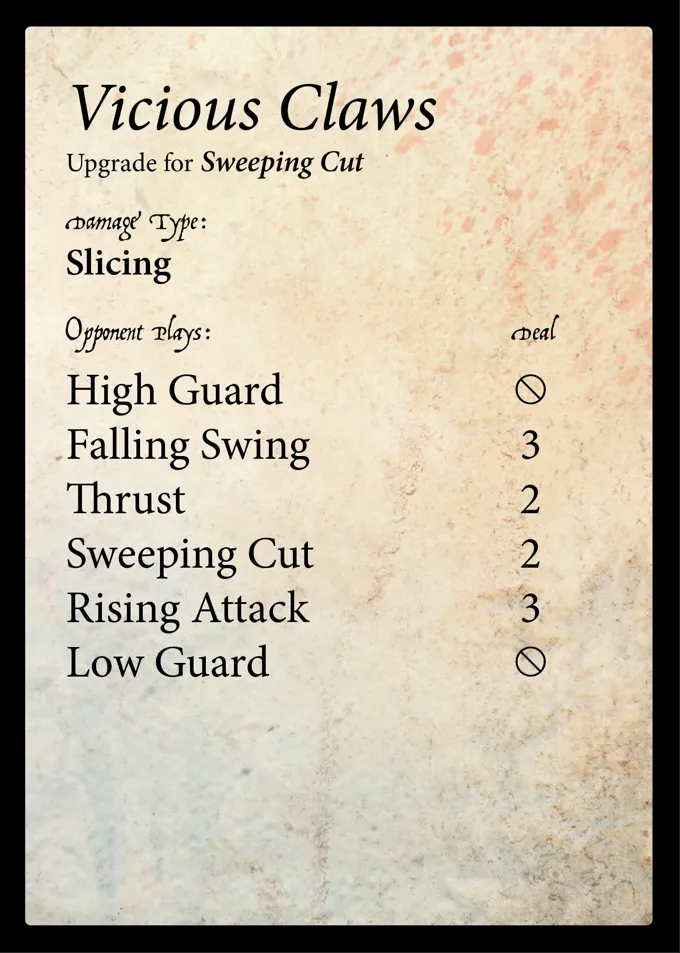 Vicious Claws
Upgrade for Sweeping Cut
Damage Type:
Slicing
Opponent Plays: Deal
High Guard 🛇
Falling Swing 3
Thrust 2
Sweeping Cut 2
Rising Attack 3
Low Guard 🛇